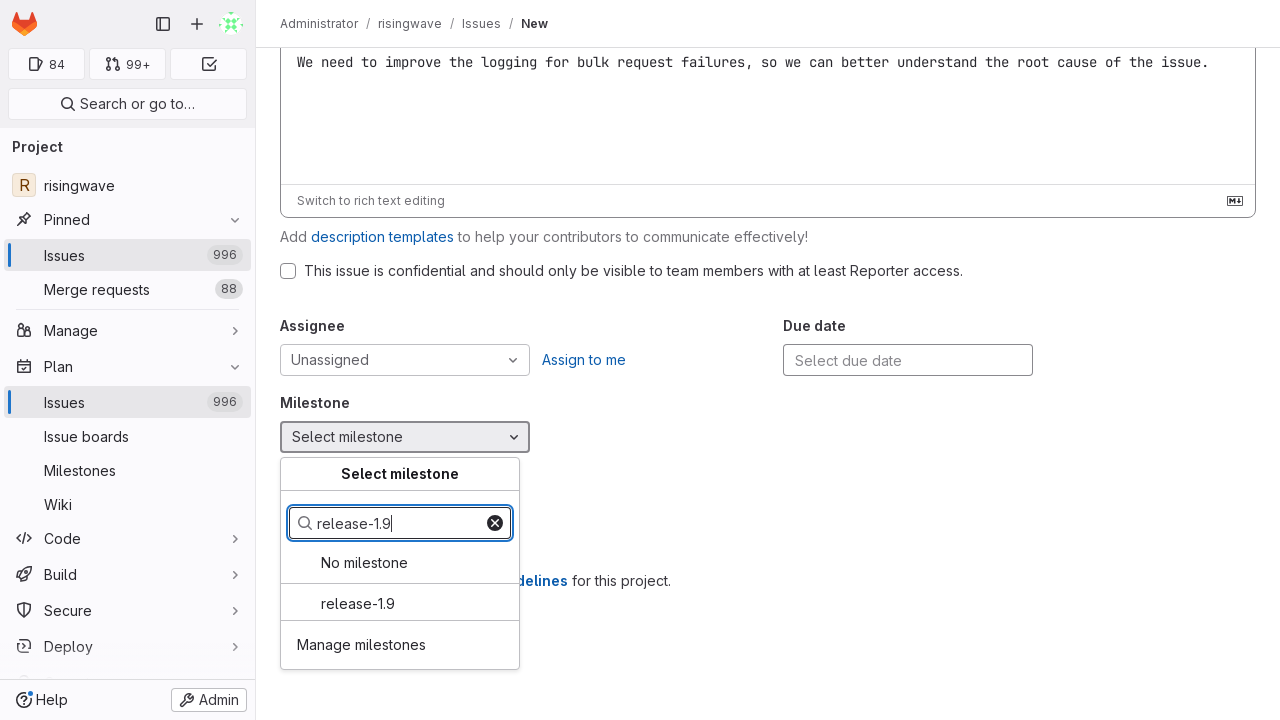 Administrator / risingwave / Issues / New
84
99+
Search or go to…
Project
R risingwave
Pinned
Issues 996
Merge requests 88
Manage
Plan
Issues 996
Issue boards
Milestones
Wiki
Code
Build
Secure
Deploy
Help
Admin
We need to improve the logging for bulk request failures, so we can better understand the root cause of the issue.
Switch to rich text editing
Add description templates to help your contributors to communicate effectively!
This issue is confidential and should only be visible to team members with at least Reporter access.
Assignee
Unassigned
Assign to me
Due date
Select due date
Milestone
Select milestone
Select milestone
release-1.9
No milestone
release-1.9
Manage milestones
delines for this project.